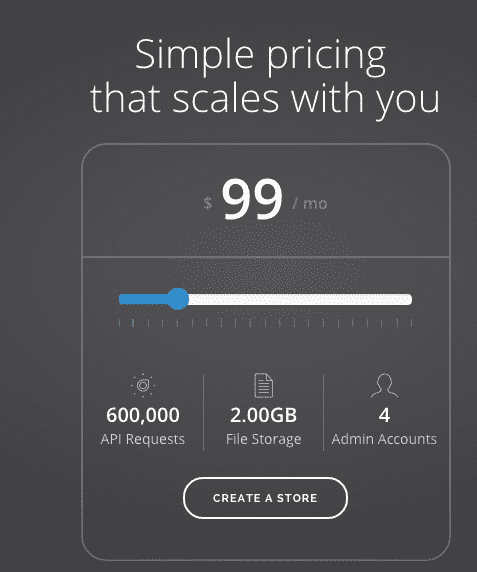 Simple pricing
that scales with you
$ 99 / mo
600,000
API Requests
2.00GB
File Storage
4
Admin Accounts
CREATE A STORE